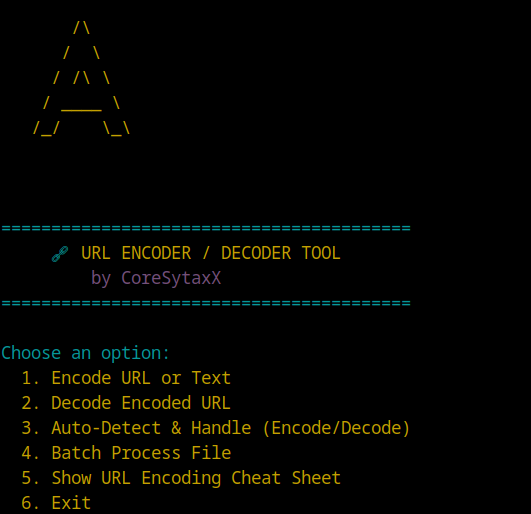 ==========================================
🔗 URL ENCODER / DECODER TOOL
by CoreSytaxX
==========================================
Choose an option:
1. Encode URL or Text
2. Decode Encoded URL
3. Auto-Detect & Handle (Encode/Decode)
4. Batch Process File
5. Show URL Encoding Cheat Sheet
6. Exit